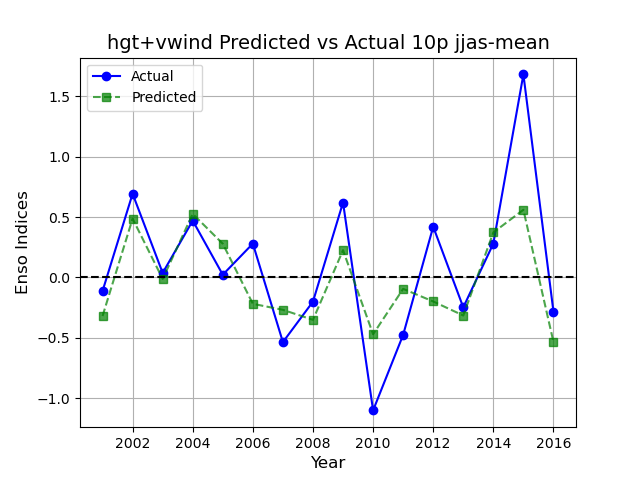 hgt+vwind Predicted vs Actual 10p jjas-mean
Actual
Predicted
1.5
1.0
0.5
0.0
−0.5
−1.0
Enso Indices
2002 2004 2006 2008 2010 2012 2014 2016
Year